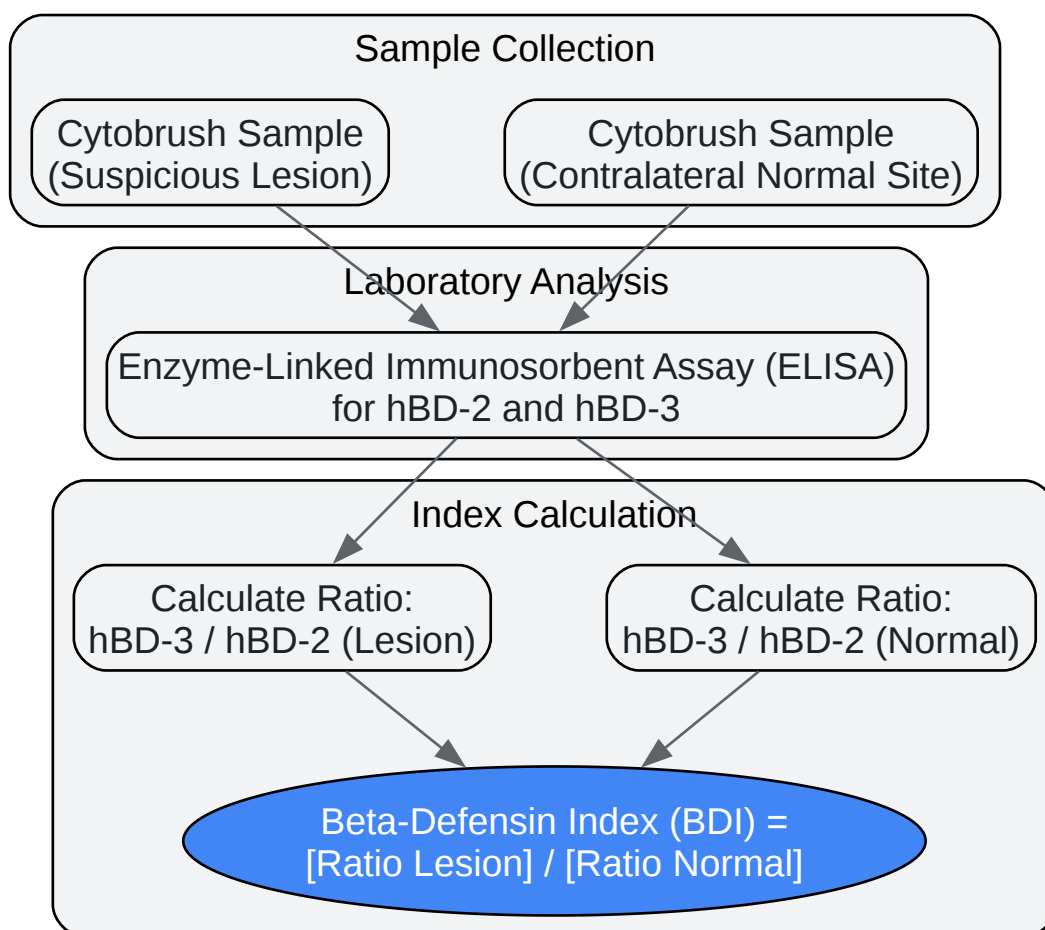 Sample Collection
Cytobrush Sample
(Suspicious Lesion)
Cytobrush Sample
(Contralateral Normal Site)
Laboratory Analysis
Enzyme-Linked Immunosorbent Assay (ELISA)
for hBD-2 and hBD-3
Index Calculation
Calculate Ratio:
hBD-3 / hBD-2 (Lesion)
Calculate Ratio:
hBD-3 / hBD-2 (Normal)
Beta-Defensin Index (BDI) =
[Ratio Lesion] / [Ratio Normal]